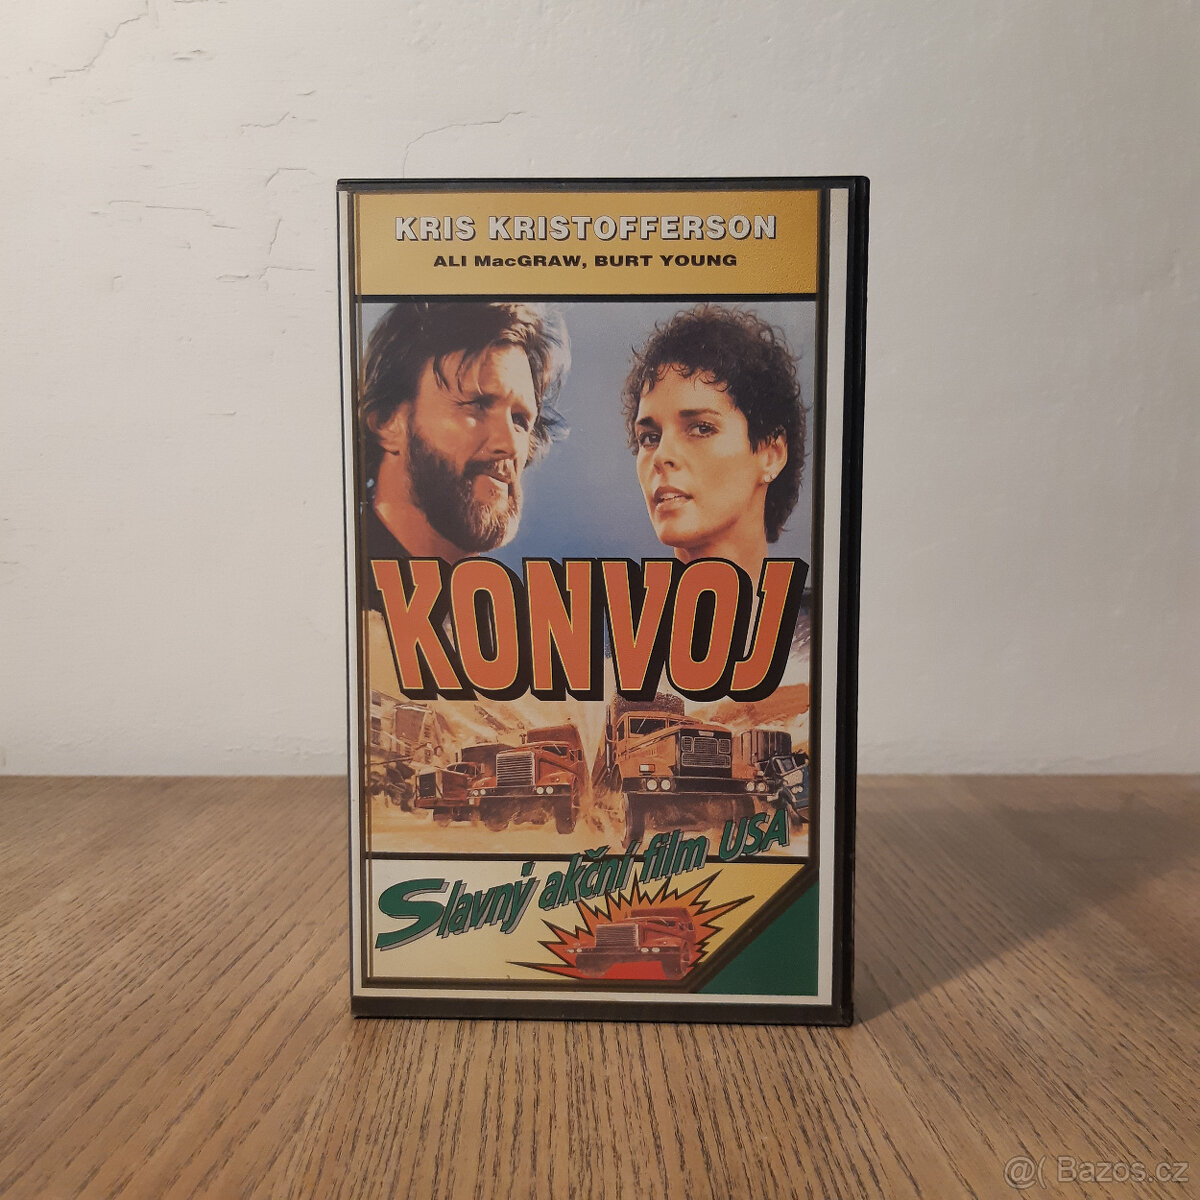 KRIS KRISTOFFERSON
ALI MacGRAW, BURT YOUNG
KONVOJ
Slavný akční film USA
@( Bazos.cz